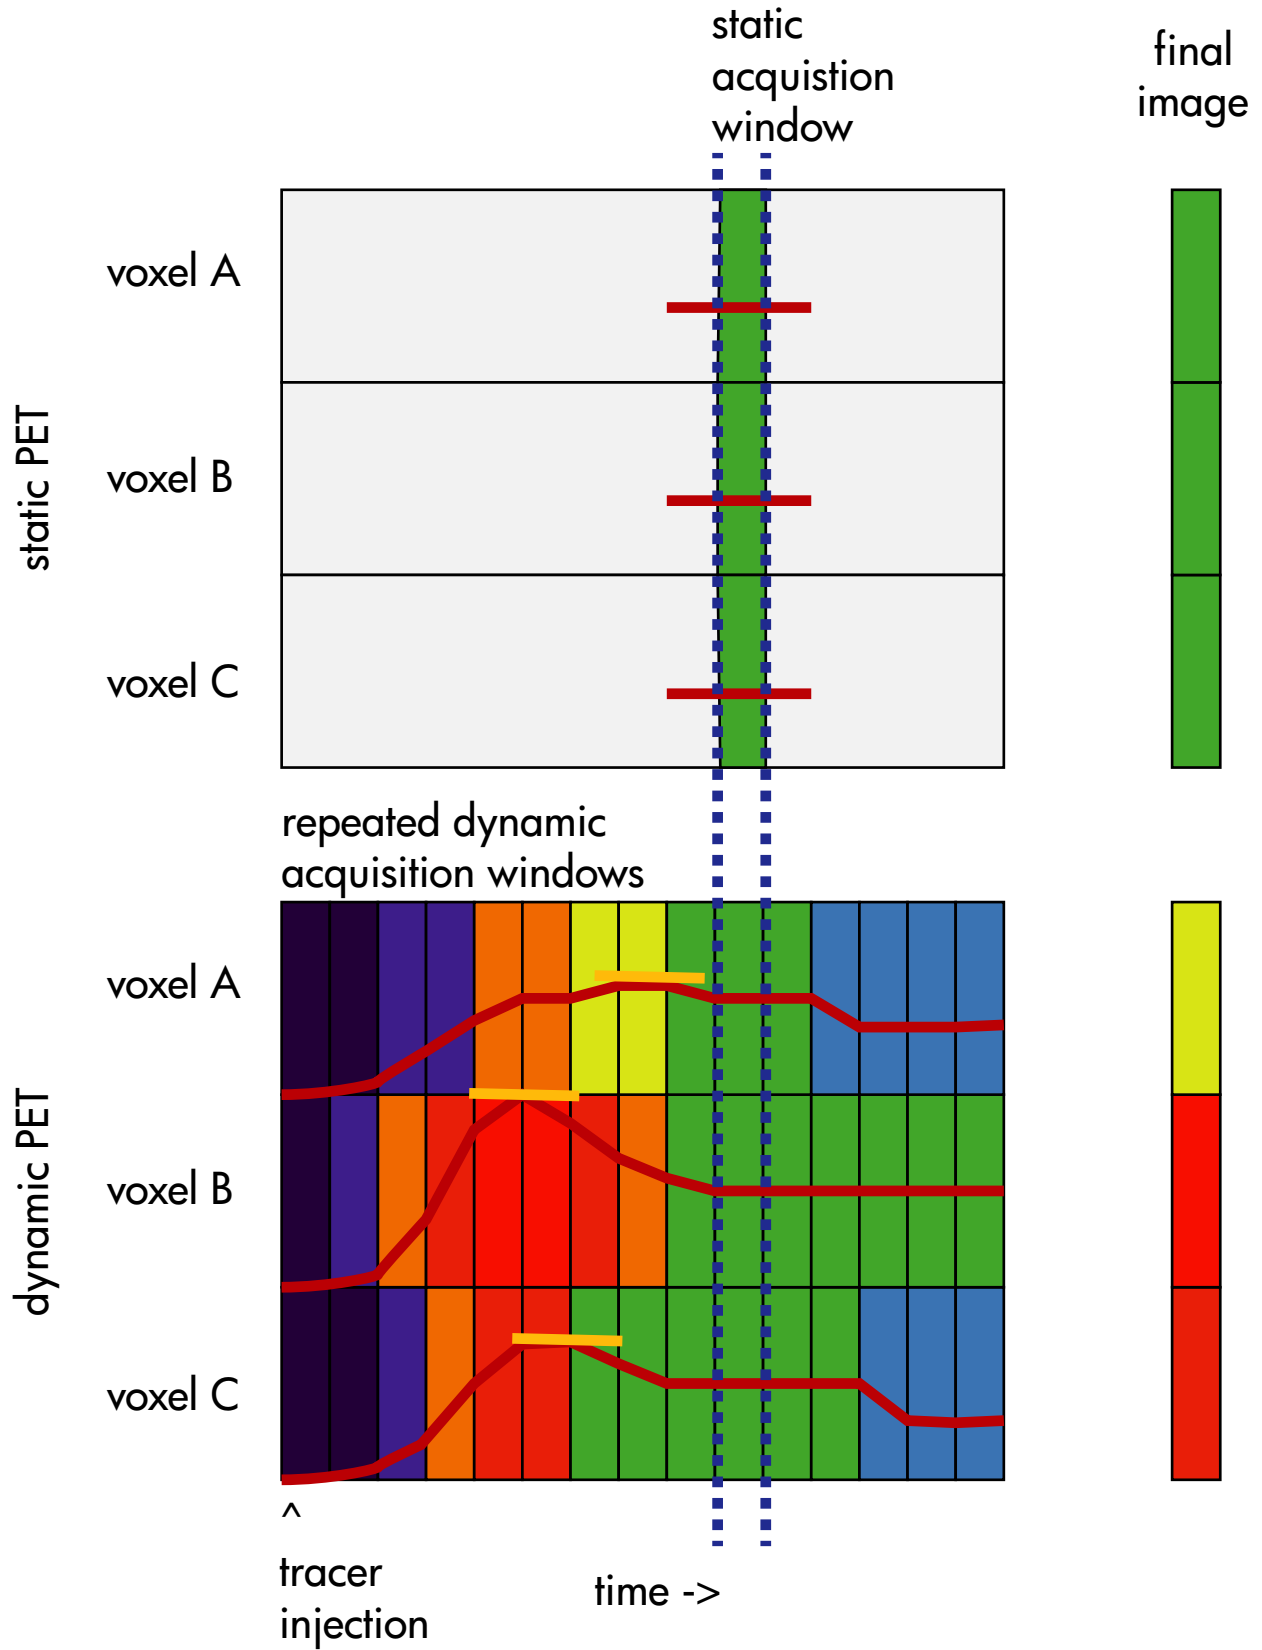 static
acquistion
window
final
image
static PET
voxel A
voxel B
voxel C
repeated dynamic
acquisition windows
dynamic PET
voxel A
voxel B
voxel C
^
tracer
injection
time ->